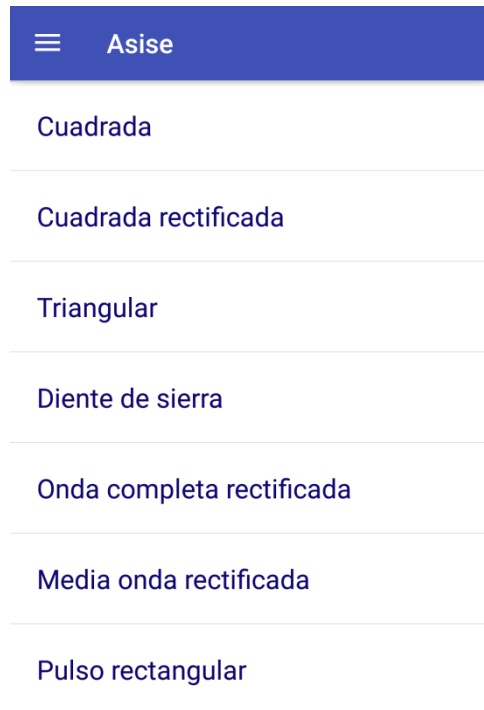 Asise
Cuadrada
Cuadrada rectificada
Triangular
Diente de sierra
Onda completa rectificada
Media onda rectificada
Pulso rectangular